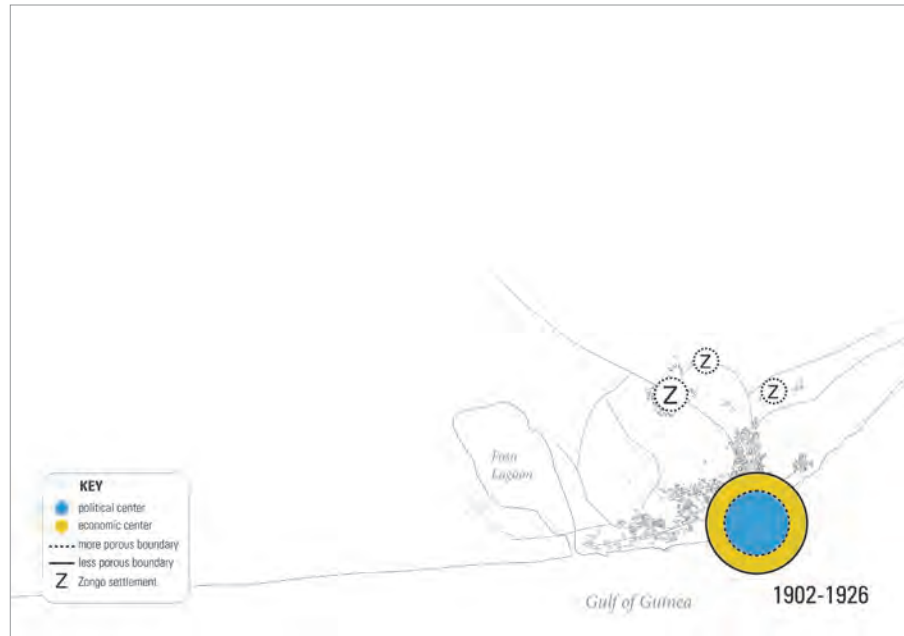 Z
Z
Z
Fosu
Lagoon
KEY
political center
economic center
more porous boundary
less porous boundary
Z Zongo settlement
Gulf of Guinea
1902-1926